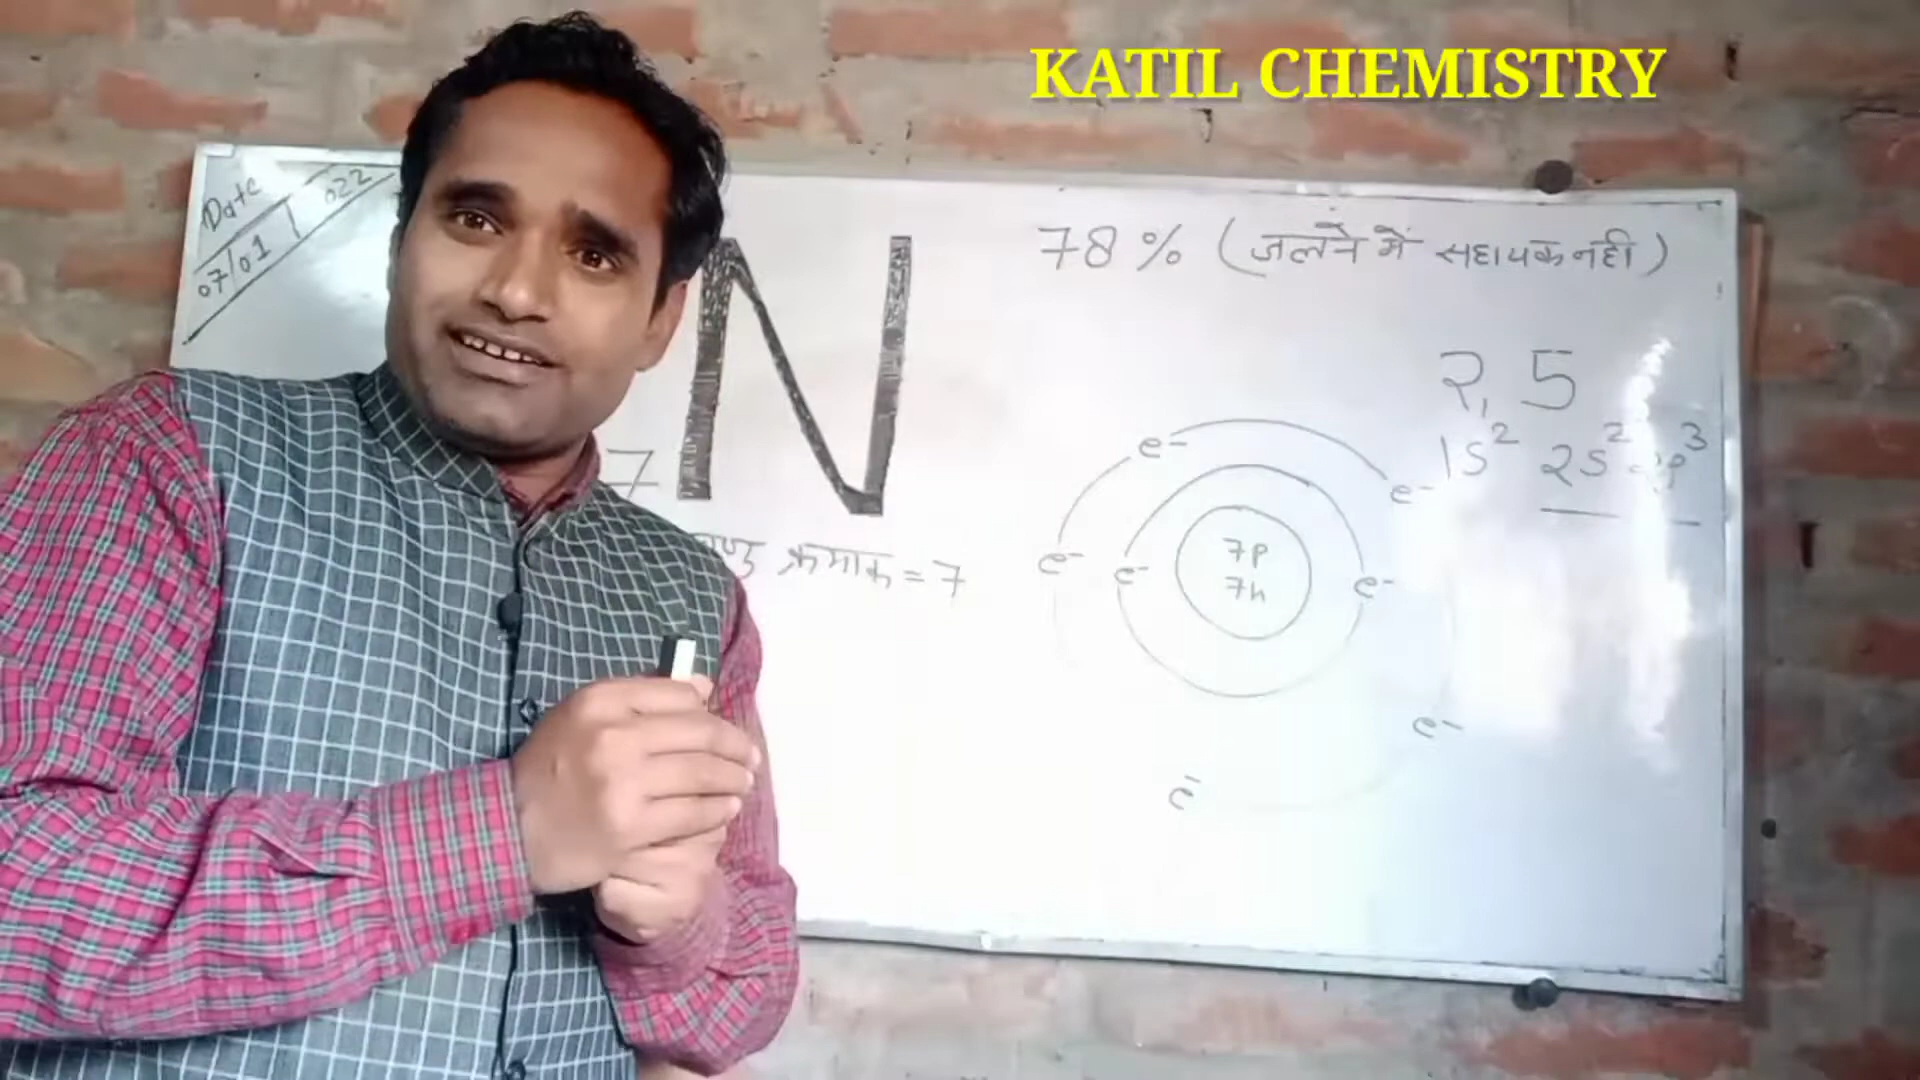 KATIL CHEMISTRY
Date
07/01
022
78 % (जलने में सहायक नही)
N
7
क्रमाक = 7
2, 5
1s² 2s² 2p³
e-
e-
e-
e-
e-
7p
7n
e-
e-